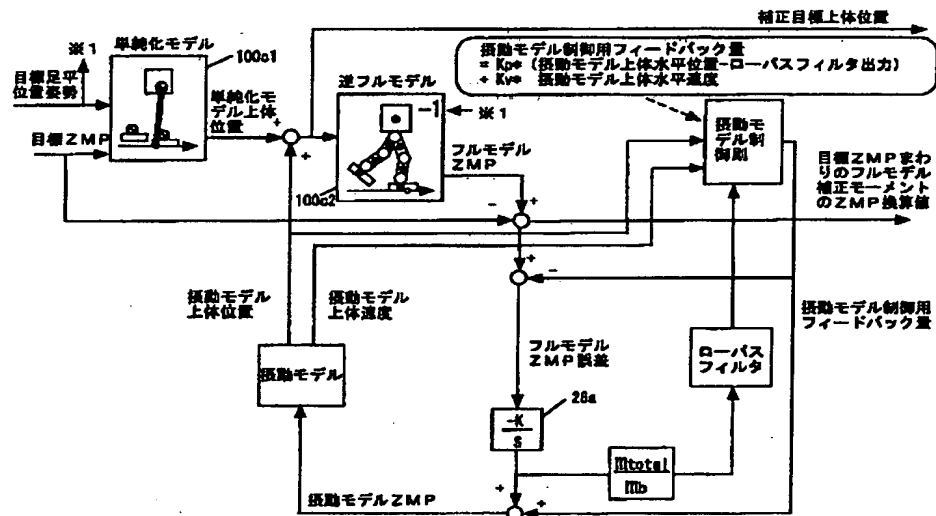 ※1
単純化モデル
100c1
補正目標上体位置
目標足平
位置姿勢
目標ZMP
単純化モ
デル上体
位置
+
+
逆フルモデル
-1
※1
100c2
フルモデル
ZMP
摂動モデル制御用フィードバック量
= Kp* (摂動モデル上体水平位置-ローパスフィルタ出力)
+ Kv* 摂動モデル上体水平速度
摂動モ
デル制
御則
目標ZMPまわ
りのフルモデル
補正モーメント
のZMP換算値
-
+
+
-
摂動モデル
上体位置
摂動モデル
上体速度
摂動モデル制御用
フィードバック量
フルモデル
ZMP誤差
ローパス
フィルタ
摂動モデル
28a
-K
S
mtotal
mb
摂動モデルZMP
+
+